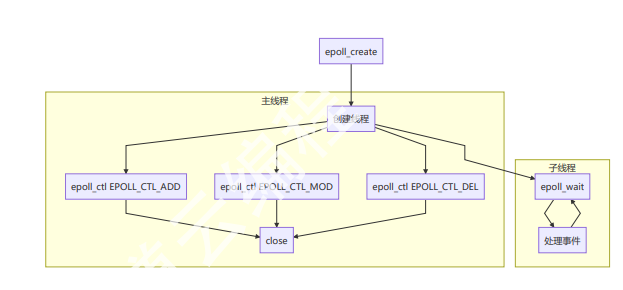 epoll_create
主线程
创建线程
子线程
epoll_ctl EPOLL_CTL_ADD
epoll_ctl EPOLL_CTL_MOD
epoll_ctl EPOLL_CTL_DEL
epoll_wait
close
处理事件